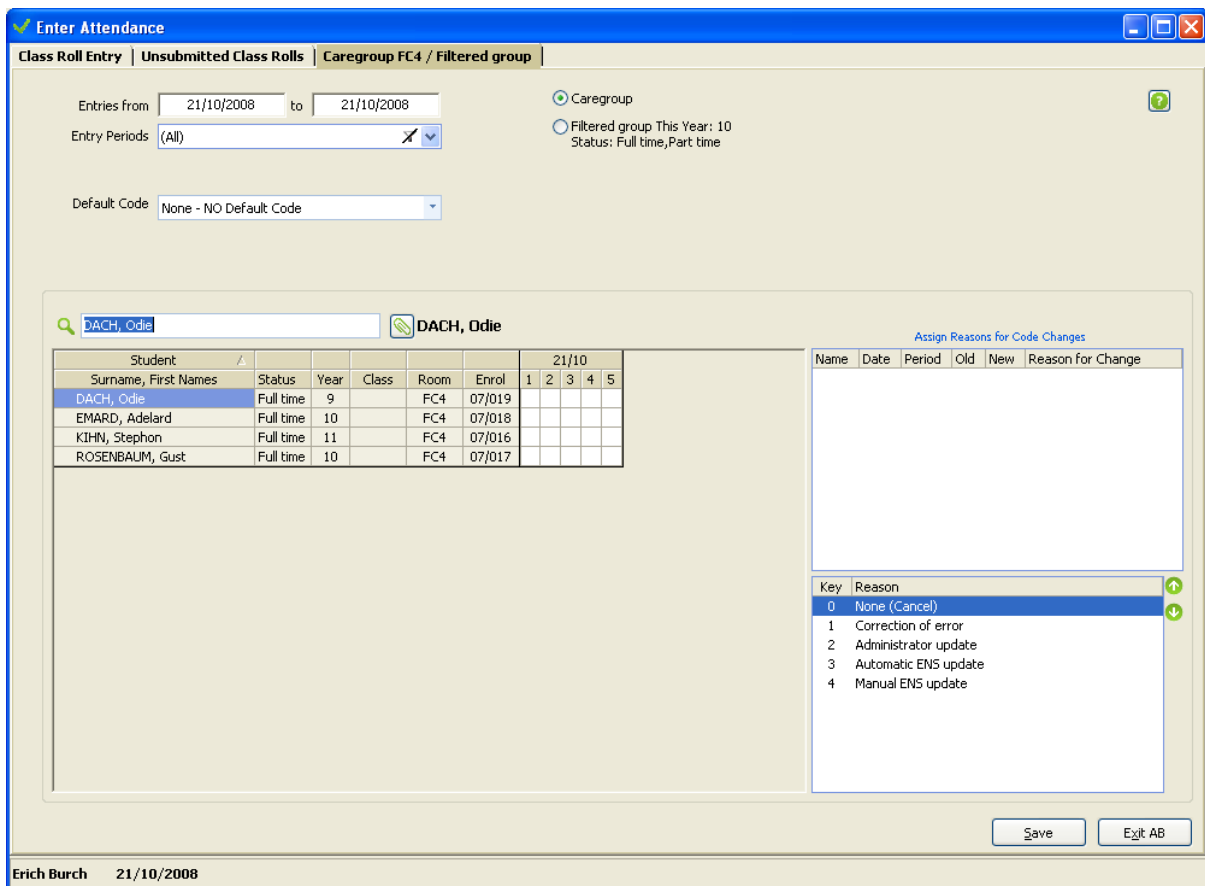 Enter Attendance
Class Roll Entry Unsubmitted Class Rolls Caregroup FC4 / Filtered group
Entries from 21/10/2008 to 21/10/2008
Entry Periods (All)
Default Code None - NO Default Code
Caregroup
Filtered group This Year: 10
Status: Full time,Part time
?
DACH, Odie DACH, Odie
Student 21/10
Surname, First Names Status Year Class Room Enrol 1 2 3 4 5
DACH, Odie Full time 9 FC4 07/019
EMARD, Adelard Full time 10 FC4 07/018
KIHN, Stephon Full time 11 FC4 07/016
ROSENBAUM, Gust Full time 10 FC4 07/017
Assign Reasons for Code Changes
Name Date Period Old New Reason for Change
Key Reason
0 None (Cancel)
1 Correction of error
2 Administrator update
3 Automatic ENS update
4 Manual ENS update
Save Exit AB
Erich Burch 21/10/2008